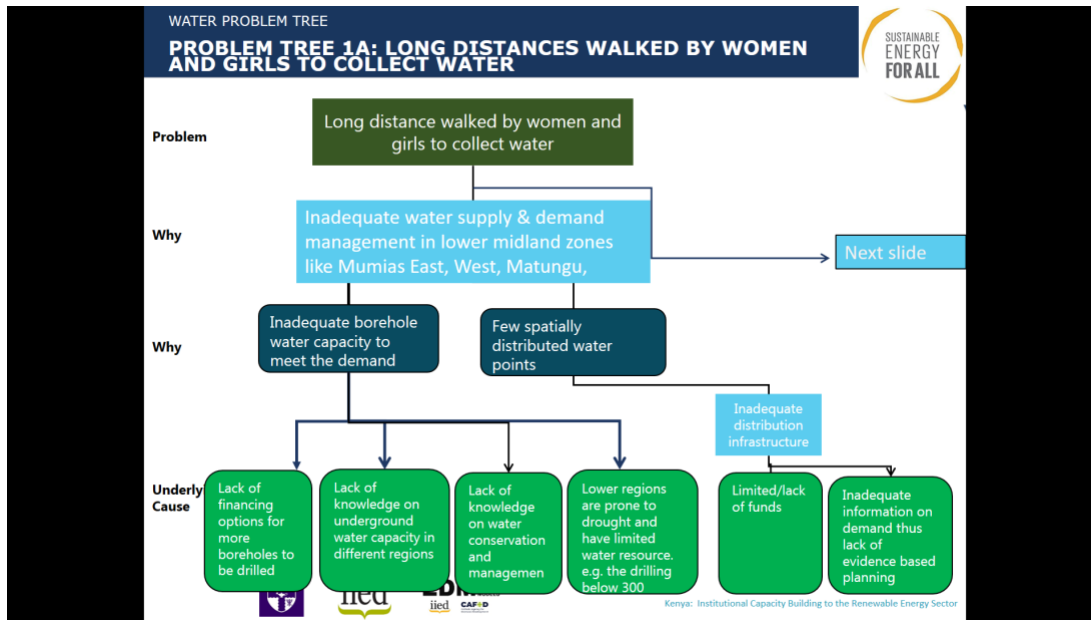 WATER PROBLEM TREE
PROBLEM TREE 1A: LONG DISTANCES WALKED BY WOMEN
AND GIRLS TO COLLECT WATER
SUSTAINABLE
ENERGY
FOR ALL
Problem
Long distance walked by women and
girls to collect water
Why
Inadequate water supply & demand
management in lower midland zones
like Mumias East, West, Matungu,
Next slide
Why
Inadequate borehole
water capacity to
meet the demand
Few spatially
distributed water
points
Inadequate
distribution
infrastructure
Underly
Cause
Lack of
financing
options for
more
boreholes to
be drilled
Lack of
knowledge on
underground
water capacity in
different regions
Lack of
knowledge
on water
conservation
and
managemen
Lower regions
are prone to
drought and
have limited
water resource.
e.g. the drilling
below 300
Limited/lack
of funds
Inadequate
information on
demand thus
lack of
evidence based
planning
iied
iied
CAFOD
Kenya: Institutional Capacity Building to the Renewable Energy Sector